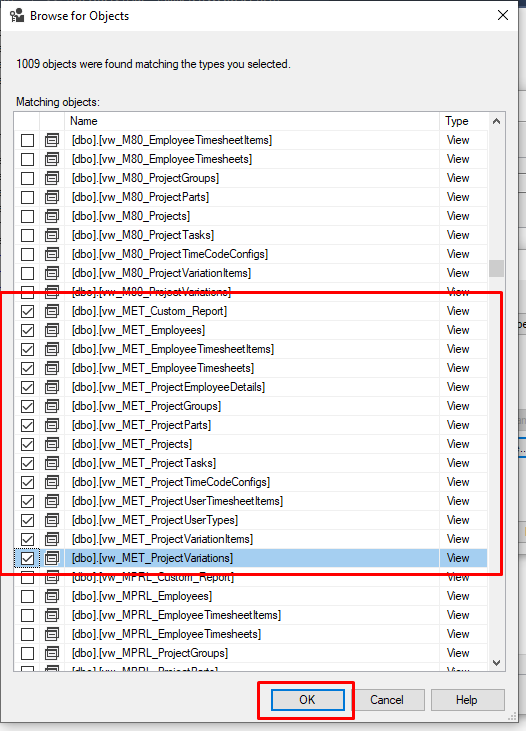 Browse for Objects
1009 objects were found matching the types you selected.
Matching objects:
Name Type
[dbo].[vw_M80_EmployeeTimesheetItems] View
[dbo].[vw_M80_EmployeeTimesheets] View
[dbo].[vw_M80_ProjectGroups] View
[dbo].[vw_M80_ProjectParts] View
[dbo].[vw_M80_Projects] View
[dbo].[vw_M80_ProjectTasks] View
[dbo].[vw_M80_ProjectTimeCodeConfigs] View
[dbo].[vw_M80_ProjectVariationItems] View
[dbo].[vw_M80_ProjectVariations] View
[dbo].[vw_MET_Custom_Report] View
[dbo].[vw_MET_Employees] View
[dbo].[vw_MET_EmployeeTimesheetItems] View
[dbo].[vw_MET_EmployeeTimesheets] View
[dbo].[vw_MET_ProjectEmployeeDetails] View
[dbo].[vw_MET_ProjectGroups] View
[dbo].[vw_MET_ProjectParts] View
[dbo].[vw_MET_Projects] View
[dbo].[vw_MET_ProjectTasks] View
[dbo].[vw_MET_ProjectTimeCodeConfigs] View
[dbo].[vw_MET_ProjectUserTimesheetItems] View
[dbo].[vw_MET_ProjectUserTypes] View
[dbo].[vw_MET_ProjectVariationItems] View
[dbo].[vw_MET_ProjectVariations] View
[dbo].[vw_MPRL_Custom_Report] View
[dbo].[vw_MPRL_Employees] View
[dbo].[vw_MPRL_EmployeeTimesheetItems] View
[dbo].[vw_MPRL_EmployeeTimesheets] View
[dbo].[vw_MPRL_ProjectGroups] View
[dbo].[vw_MPRL_ProjectParts] View
OK Cancel Help